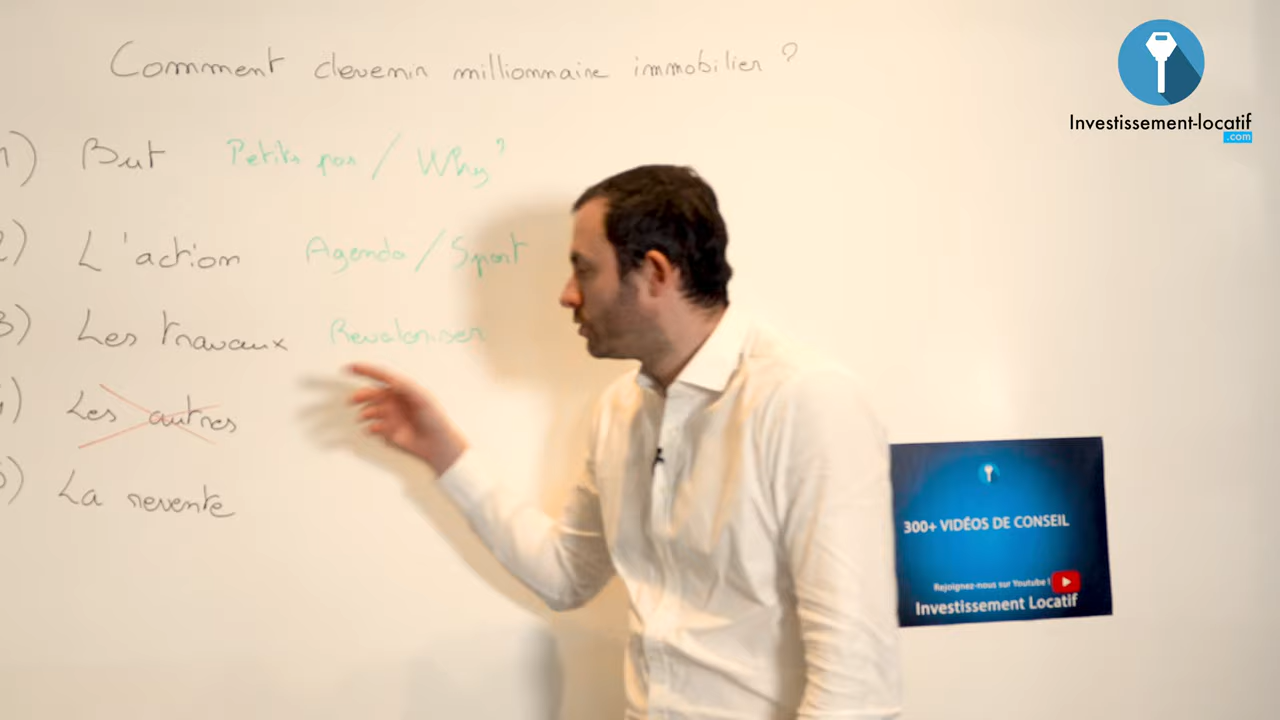 Comment devenir millionnaire immobilier ?
1) But Petits pas / Why ?
2) L'action Agenda / Sport
3) Les travaux Revaloriser
4) Les autres
5) La revente
Investissement-locatif
.com
300+ VIDÉOS DE CONSEIL
Rejoignez-nous sur Youtube !
Investissement Locatif